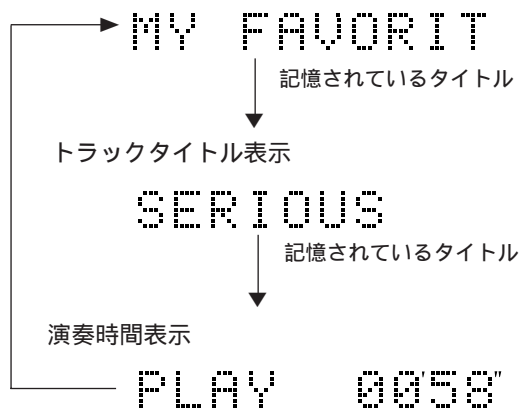 MY FAVORIT
記憶されているタイトル
トラックタイトル表示
SERIOUS
記憶されているタイトル
演奏時間表示
PLAY 00'58"